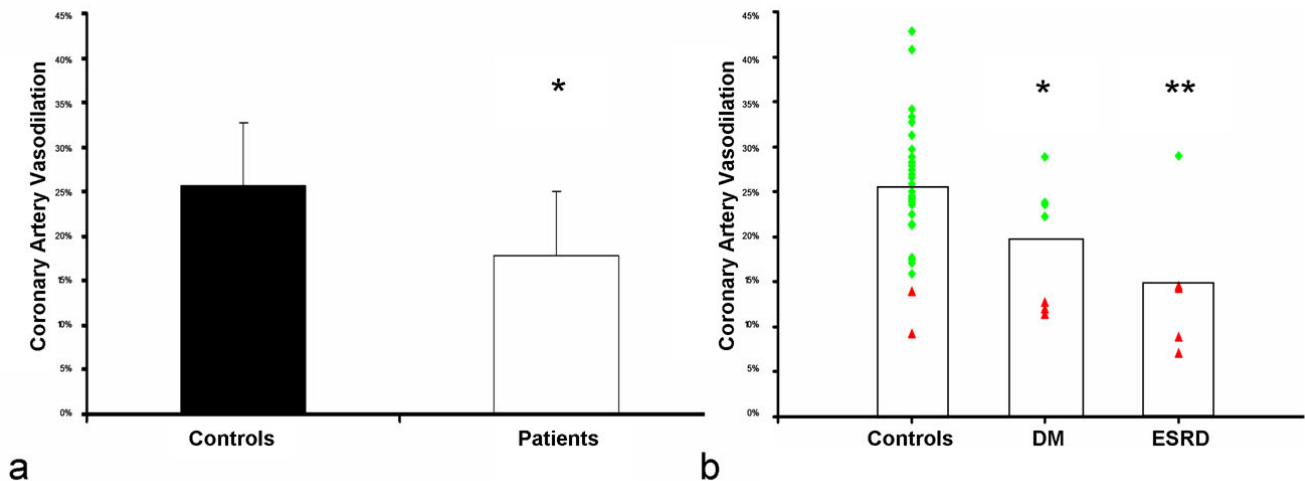 45%
40%
35%
30%
25%
20%
15%
10%
5%
0%
Coronary Artery Vasodilation
*
Controls
Patients
a
45%
40%
35%
30%
25%
20%
15%
10%
5%
0%
Coronary Artery Vasodilation
*
**
Controls
DM
ESRD
b